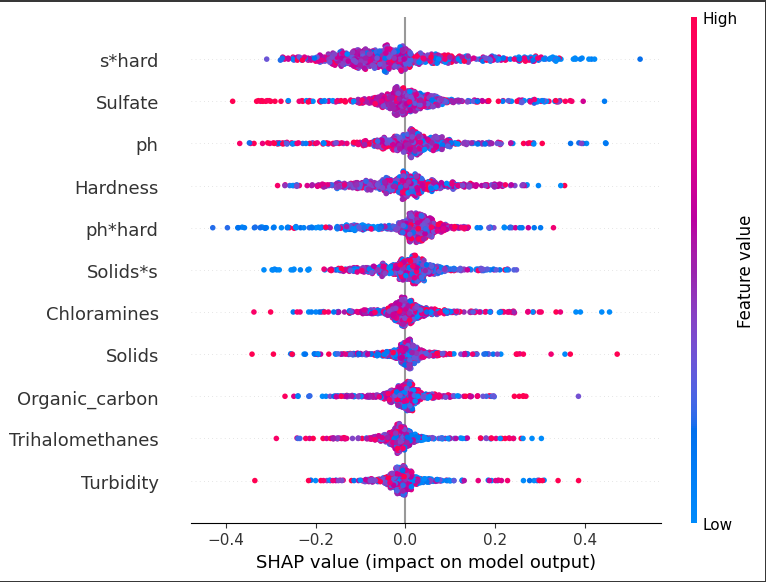 High
s*hard
Sulfate
ph
Hardness
ph*hard
Solids*s
Chloramines
Solids
Organic_carbon
Trihalomethanes
Turbidity
Feature value
Low
−0.4 −0.2 0.0 0.2 0.4
SHAP value (impact on model output)